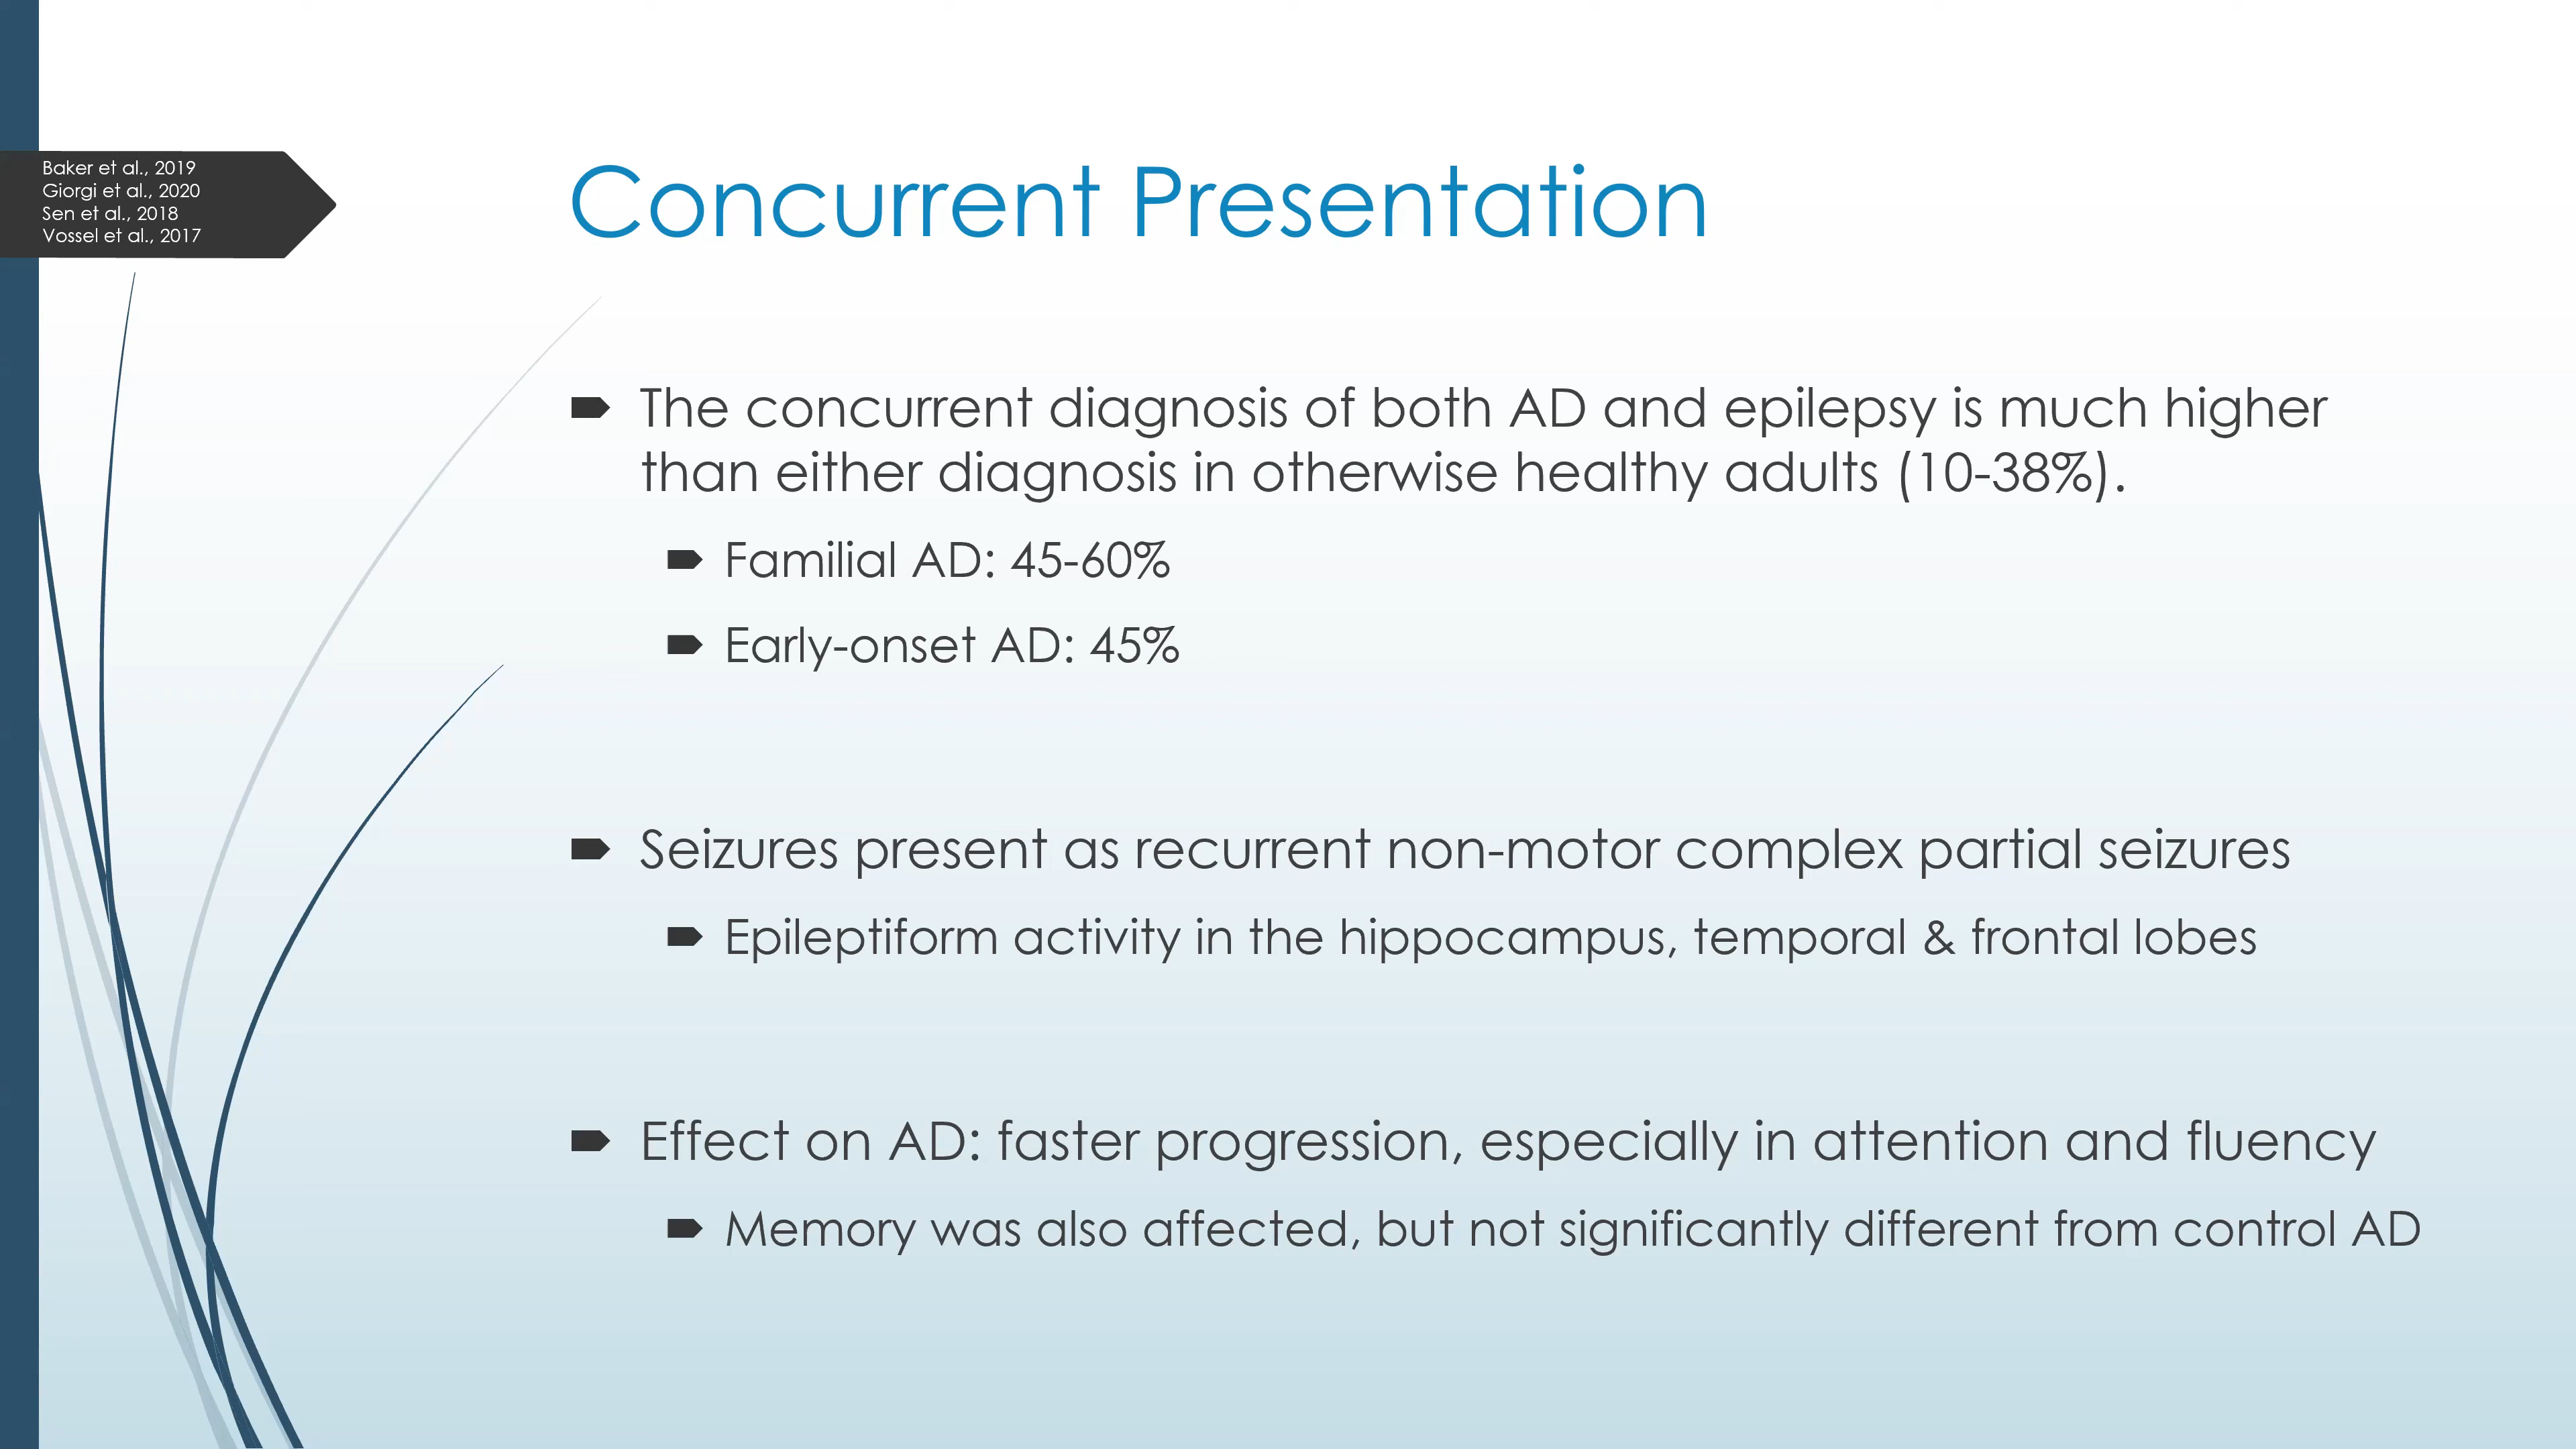 Baker et al., 2019
Giorgi et al., 2020
Sen et al., 2018
Vossel et al., 2017
Concurrent Presentation
The concurrent diagnosis of both AD and epilepsy is much higher
than either diagnosis in otherwise healthy adults (10-38%).
Familial AD: 45-60%
Early-onset AD: 45%
Seizures present as recurrent non-motor complex partial seizures
Epileptiform activity in the hippocampus, temporal & frontal lobes
Effect on AD: faster progression, especially in attention and fluency
Memory was also affected, but not significantly different from control AD